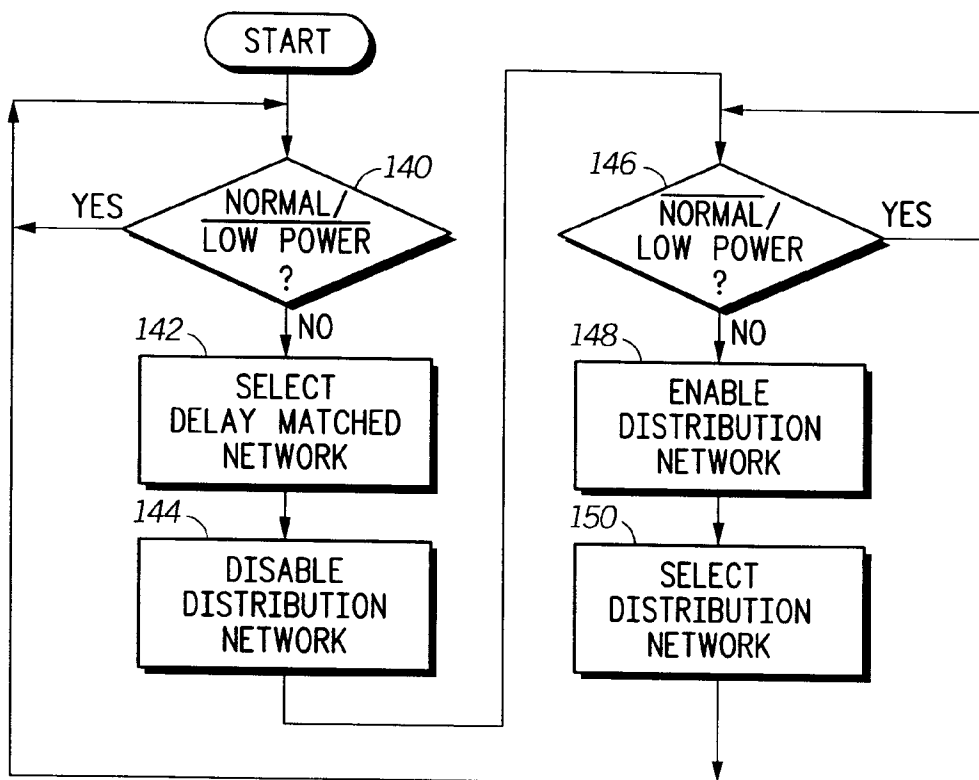 START
140
NORMAL/
LOW POWER
?
YES
NO
142
SELECT
DELAY MATCHED
NETWORK
144
DISABLE
DISTRIBUTION
NETWORK
146
NORMAL/
LOW POWER
?
YES
NO
148
ENABLE
DISTRIBUTION
NETWORK
150
SELECT
DISTRIBUTION
NETWORK